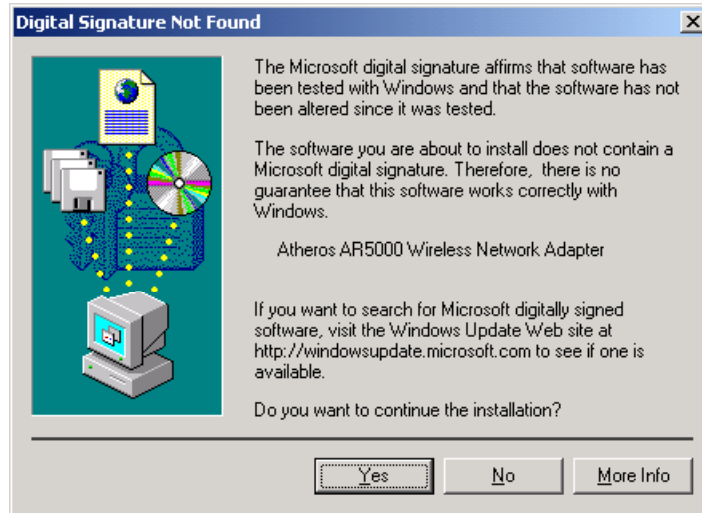 Digital Signature Not Found
The Microsoft digital signature affirms that software has
been tested with Windows and that the software has not
been altered since it was tested.
The software you are about to install does not contain a
Microsoft digital signature. Therefore,  there is no
guarantee that this software works correctly with
Windows.
Atheros AR5000 Wireless Network Adapter
If you want to search for Microsoft digitally signed
software, visit the Windows Update Web site at
http://windowsupdate.microsoft.com to see if one is
available.
Do you want to continue the installation?
Yes No More Info